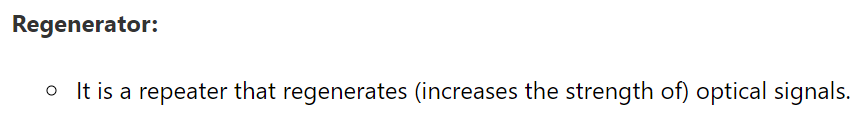 Regenerator:
It is a repeater that regenerates (increases the strength of) optical signals.